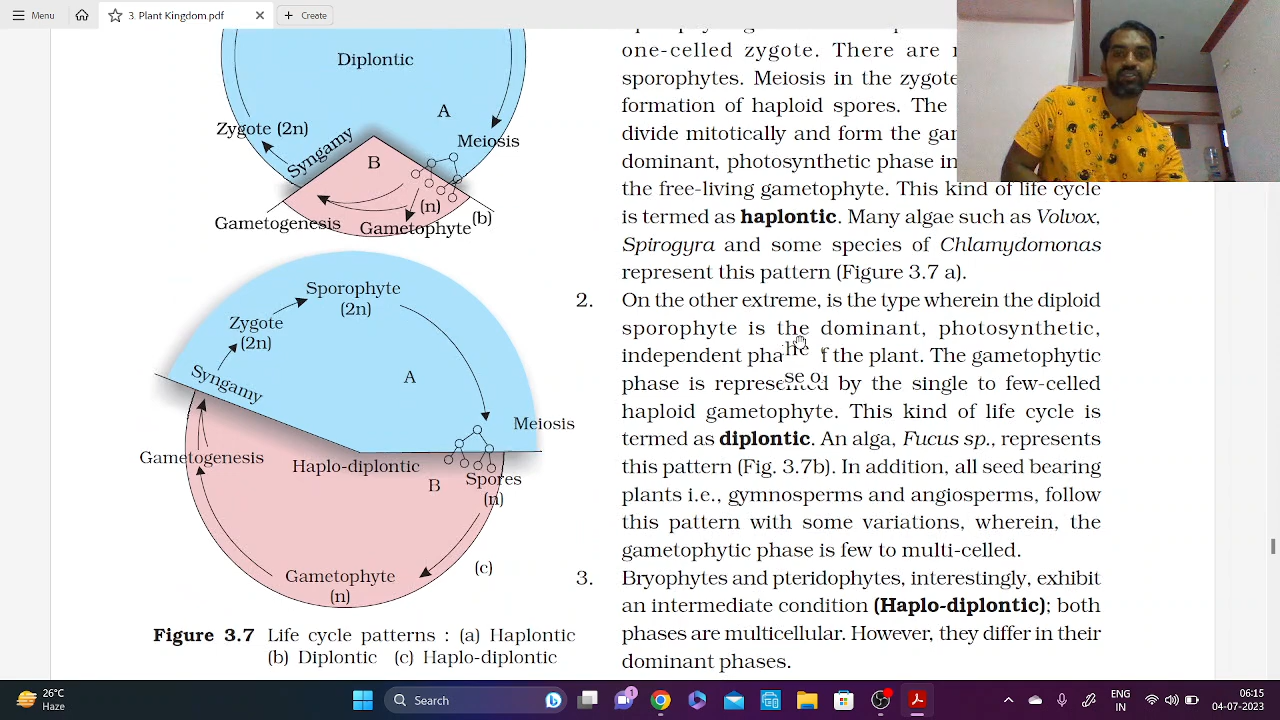 Menu
3. Plant Kingdom.pdf
Create
Diplontic
A
Zygote (2n)
Syngamy
Meiosis
B
(n)
Gametogenesis
Gametophyte
(b)
Sporophyte
(2n)
Zygote
(2n)
A
Syngamy
Meiosis
Gametogenesis
Haplo-diplontic
B
Spores
(n)
Gametophyte
(n)
(c)
Figure 3.7 Life cycle patterns : (a) Haplontic
(b) Diplontic (c) Haplo-diplontic
one-celled zygote. There are
sporophytes. Meiosis in the zygote
formation of haploid spores. The
divide mitotically and form the
dominant, photosynthetic phase in
the free-living gametophyte. This kind of life cycle
is termed as haplontic. Many algae such as Volvox,
Spirogyra and some species of Chlamydomonas
represent this pattern (Figure 3.7 a).
2. On the other extreme, is the type wherein the diploid
sporophyte is the dominant, photosynthetic,
independent f the plant. The gametophytic
phase is represented by the single to few-celled
haploid gametophyte. This kind of life cycle is
termed as diplontic. An alga, Fucus sp., represents
this pattern (Fig. 3.7b). In addition, all seed bearing
plants i.e., gymnosperms and angiosperms, follow
this pattern with some variations, wherein, the
gametophytic phase is few to multi-celled.
3. Bryophytes and pteridophytes, interestingly, exhibit
an intermediate condition (Haplo-diplontic); both
phases are multicellular. However, they differ in their
dominant phases.
26°C
Haze
Search
1
ENG
IN
06:15
04-07-2023